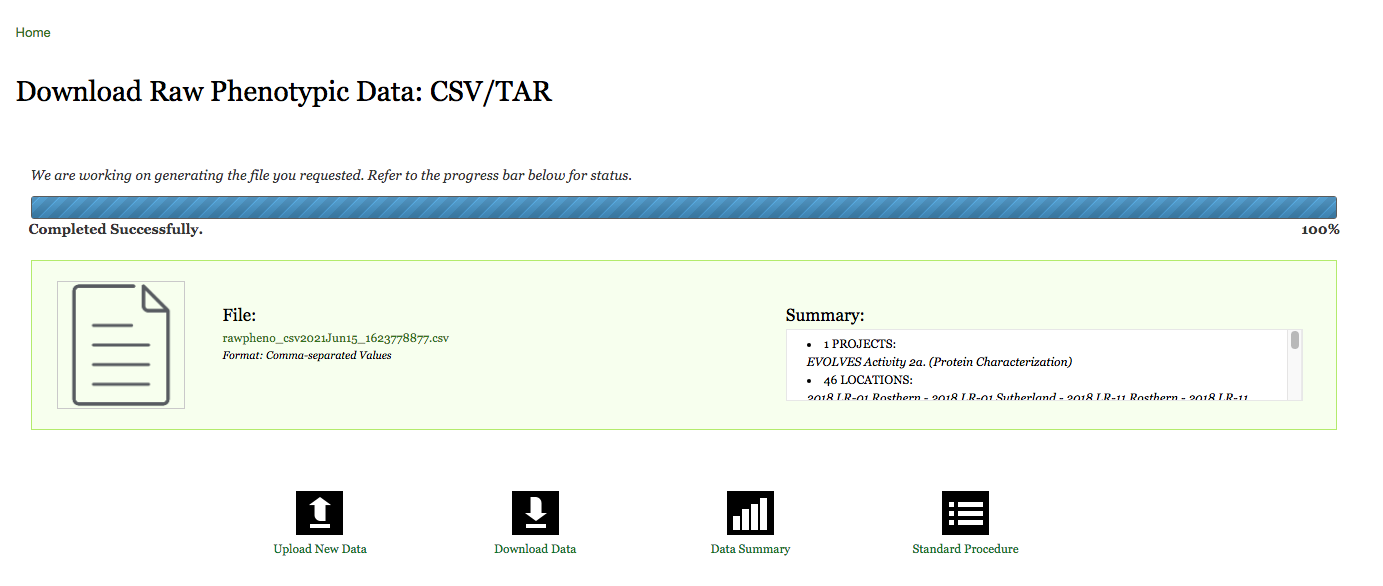 Home
Download Raw Phenotypic Data: CSV/TAR
We are working on generating the file you requested. Refer to the progress bar below for status.
Completed Successfully. 100%
File:
rawpheno_csv2021Jun15_1623778877.csv
Format: Comma-separated Values
Summary:
• 1 PROJECTS:
EVOLVES Activity 2a. (Protein Characterization)
• 46 LOCATIONS:
2018 LR-01 Rosthern - 2018 LR-01 Sutherland - 2018 LR-11 Rosthern - 2018 LR-11
Upload New Data
Download Data
Data Summary
Standard Procedure